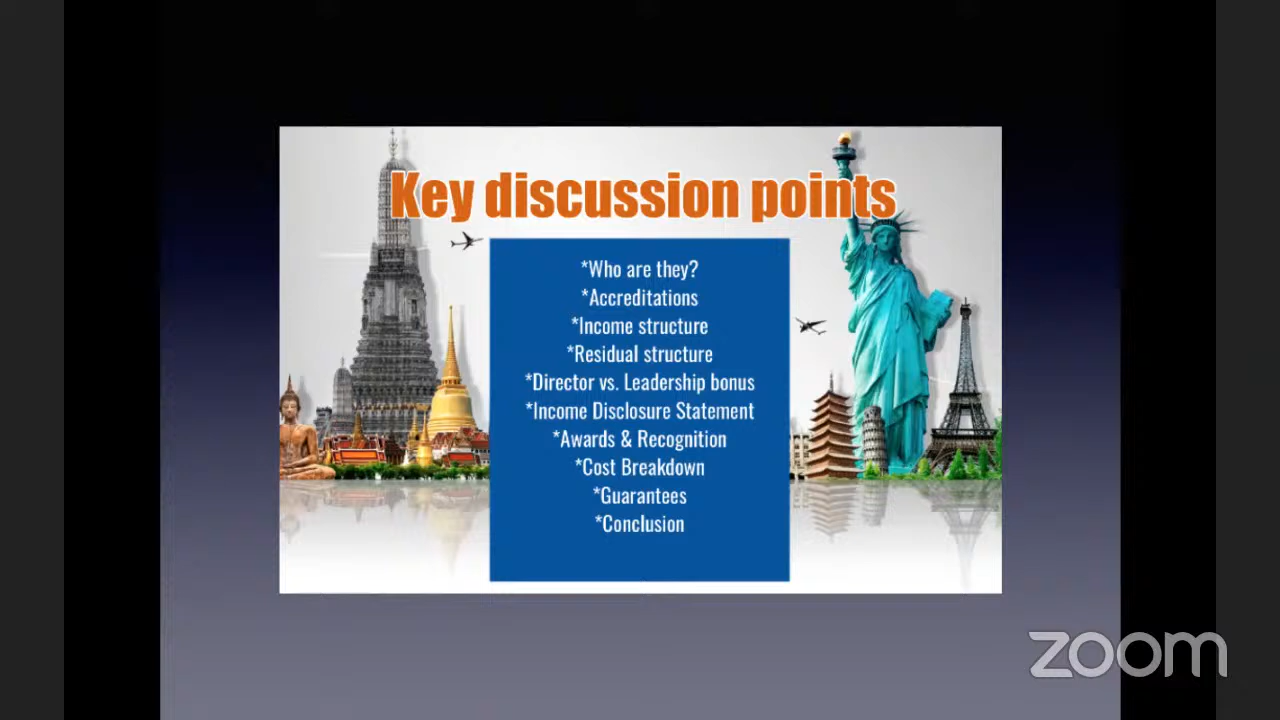 Key discussion points
*Who are they?
*Accreditations
*Income structure
*Residual structure
*Director vs. Leadership bonus
*Income Disclosure Statement
*Awards & Recognition
*Cost Breakdown
*Guarantees
*Conclusion
zoom